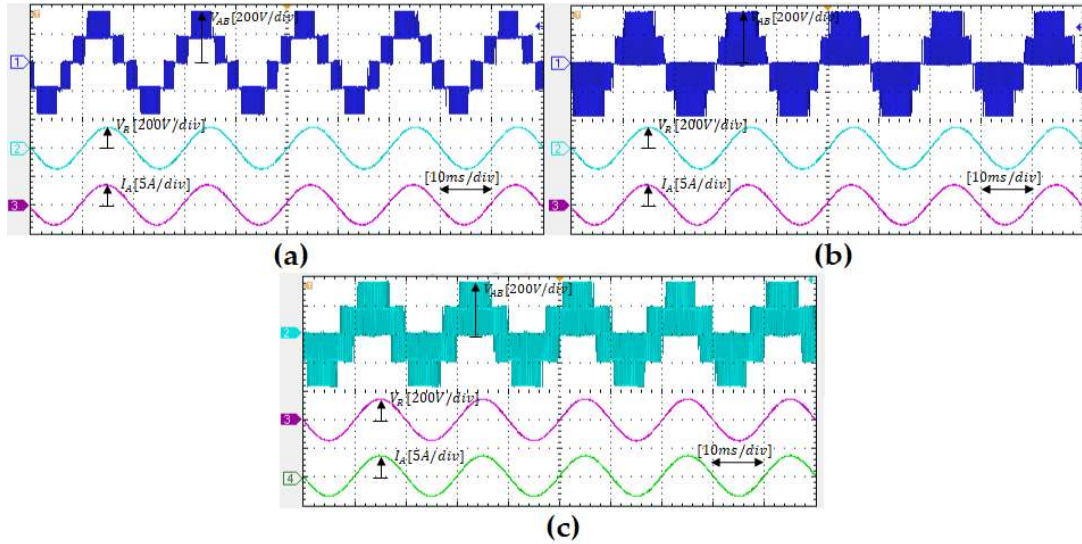 V_AB[200V/div]
1
V_R[200V/div]
2
I_A[5A/div]
[10ms/div]
3
(a)
V_AB[200V/div]
1
V_R[200V/div]
2
I_A[5A/div]
[10ms/div]
3
(b)
V_AB[200V/div]
2
V_R[200V/div]
3
I_A[5A/div]
[10ms/div]
4
(c)